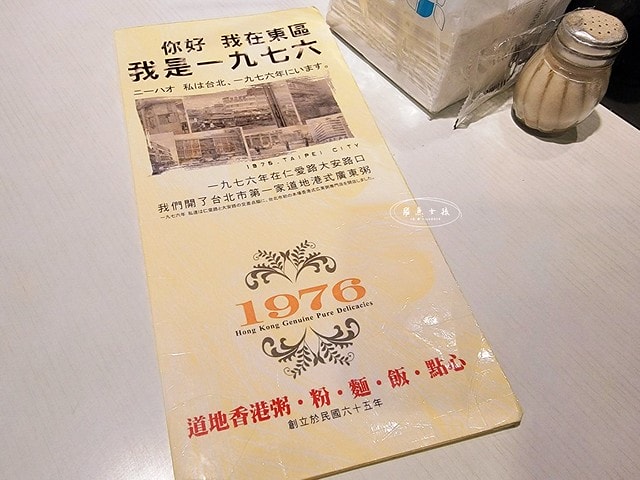 你好 我在東區
我是一九七六
ニーハオ 私は台北、一九七六年にいます。
1976. TAIPEI CITY
一九七六年在仁愛路大安路口
我們開了台北市第一家道地港式廣東粥
1976
Hong Kong Genuine Pure Delicacies
道地香港粥・粉・麵・飯・點心
創立於民國六十五年